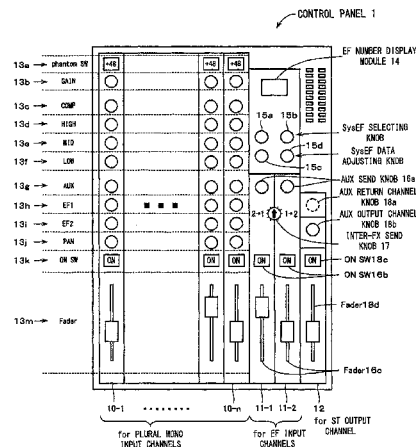 CONTROL PANEL 1
13a phantom SW +48 +48 +48
EF NUMBER DISPLAY
MODULE 14
13b GAIN
13c COMP
15a 15b
13d HIGH
SysEF SELECTING
KNOB
13e MID
15d
SysEF DATA
ADJUSTING KNOB
13f LOW
15c
AUX SEND KNOB 16a
13g AUX
AUX RETURN CHANNEL
KNOB 18a
13h EF1
2→1 1→2
AUX OUTPUT CHANNEL
KNOB 18b
13i EF2
INTER-FX SEND
KNOB 17
13j PAN
13k ON SW ON ON ON ON ON ON
ON SW18c
ON SW16b
Fader18d
13m Fader
Fader16c
10-1 10-n 11-1 11-2 12
for PLURAL MONO
INPUT CHANNELS
for EF INPUT
CHANNELS
for ST OUTPUT
CHANNEL